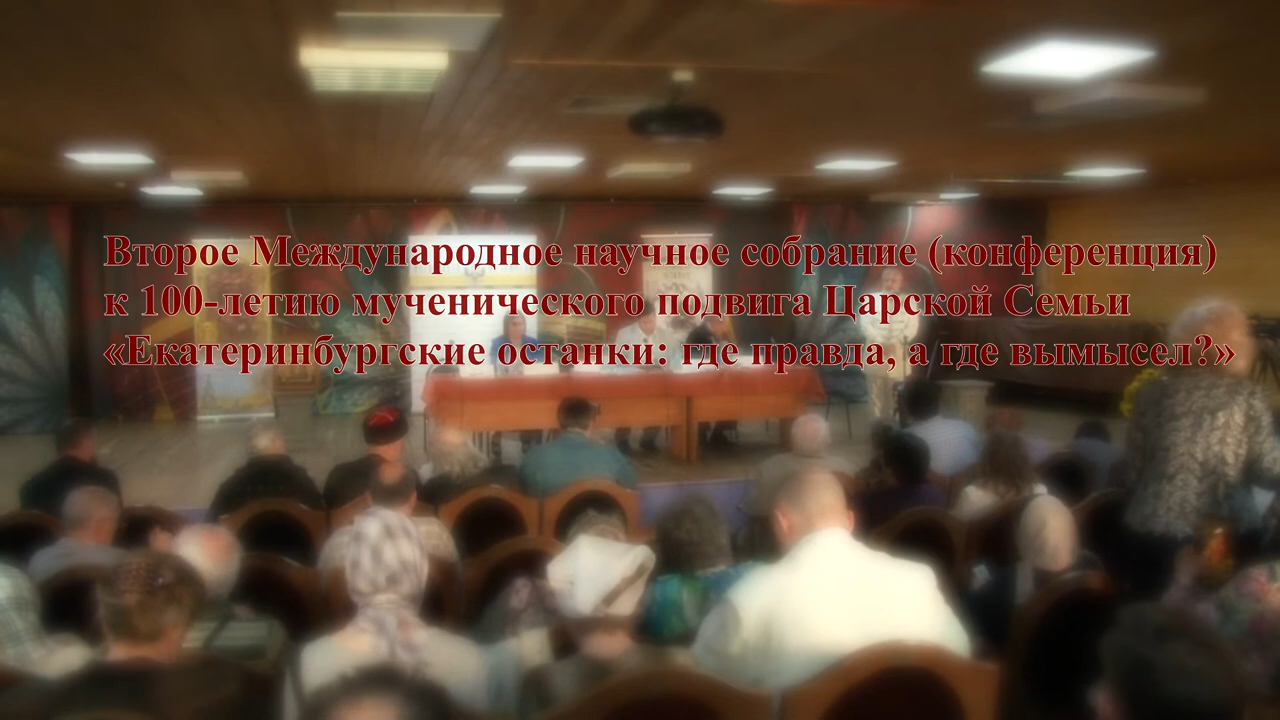 Второе Международное научное собрание (конференция)
к 100-летию мученического подвига Царской Семьи
«Екатеринбургские останки: где правда, а где вымысел?»